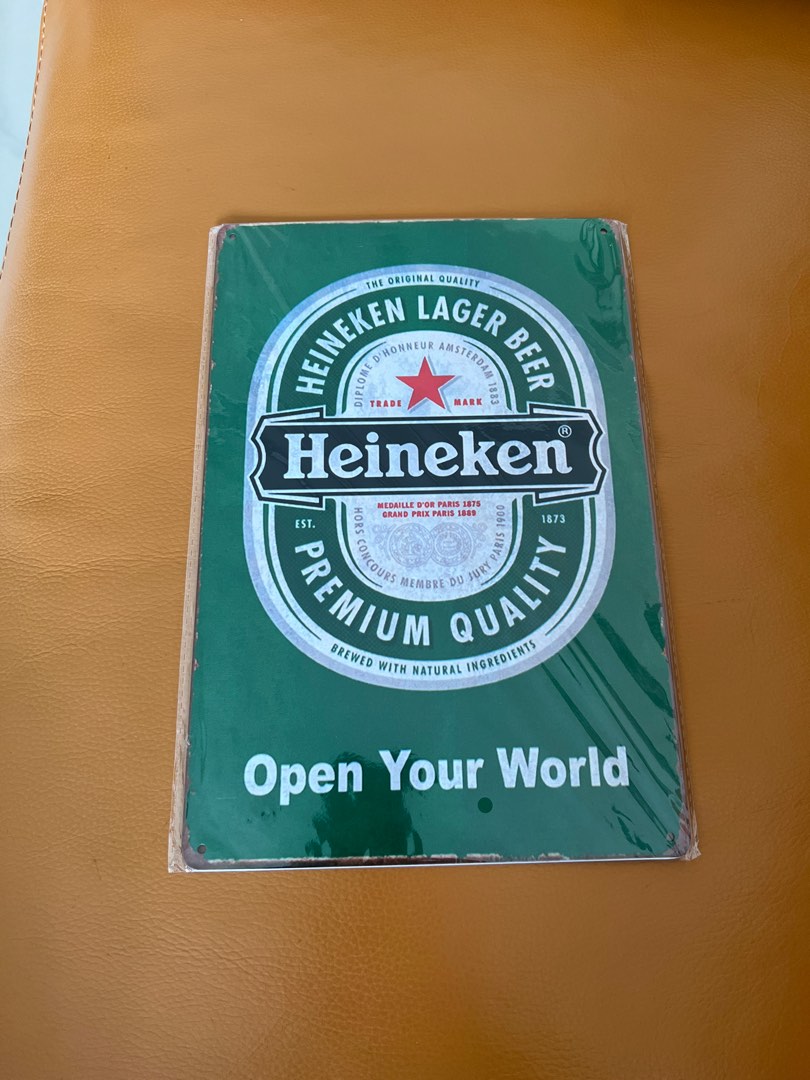 THE ORIGINAL QUALITY
HEINEKEN LAGER BEER
DIPLOME D'HONNEUR AMSTERDAM 1883
TRADE MARK
Heineken®
MEDAILLE D'OR PARIS 1875
GRAND PRIX PARIS 1889
EST. 1873
HORS CONCOURS MEMBRE DU JURY PARIS 1900
PREMIUM QUALITY
BREWED WITH NATURAL INGREDIENTS
Open Your World